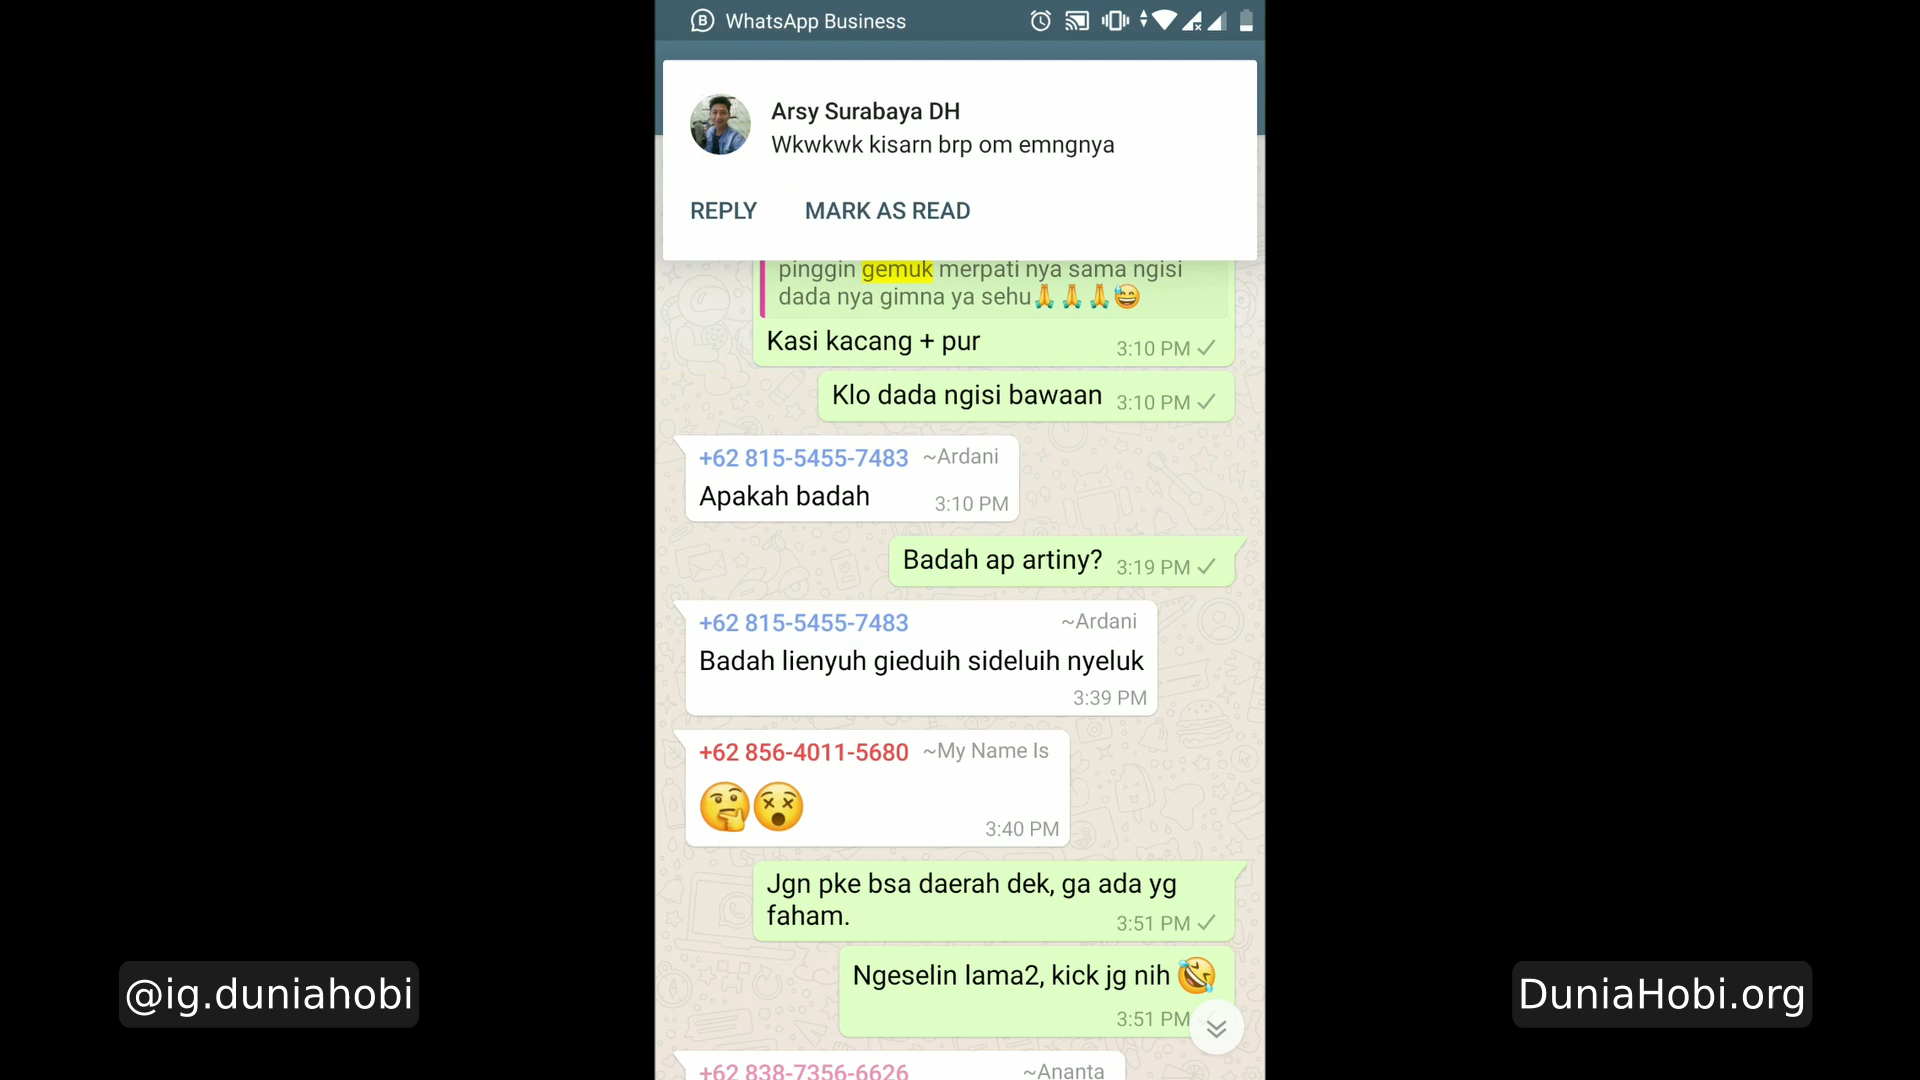 WhatsApp Business
Arsy Surabaya DH
Wkwkwk kisarn brp om emngnya
REPLY MARK AS READ
pinggin gemuk merpati nya sama ngisi
dada nya gimna ya sehu🙏🙏🙏😅
Kasi kacang + pur 3:10 PM
Klo dada ngisi bawaan 3:10 PM
+62 815-5455-7483 ~Ardani
Apakah badah 3:10 PM
Badah ap artiny? 3:19 PM
+62 815-5455-7483 ~Ardani
Badah lienyuh gieduih sideluih nyeluk
3:39 PM
+62 856-4011-5680 ~My Name Is
🤔😵
3:40 PM
Jgn pke bsa daerah dek, ga ada yg
faham. 3:51 PM
Ngeselin lama2, kick jg nih 🤣
3:51 PM
+62 838-7356-6626 ~Ananta
@ig.duniahobi
DuniaHobi.org